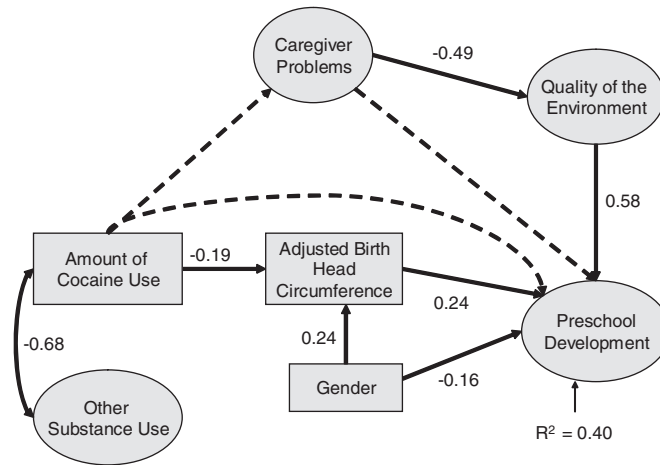 Caregiver
Problems
-0.49
Quality of the
Environment
0.58
Amount of
Cocaine Use
-0.19
Adjusted Birth
Head
Circumference
0.24
Preschool
Development
-0.68
0.24
Gender
-0.16
Other
Substance Use
R² = 0.40